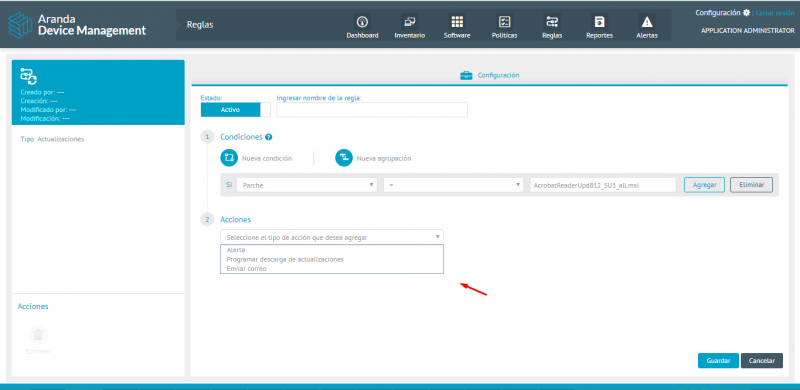 Aranda
Device Management
Reglas
Dashboard
Inventario
Software
Políticas
Reglas
Reportes
Alertas
Configuración | Cerrar sesión
APPLICATION ADMINISTRATOR
Creado por: ---
Creación: ---
Modificado por: ---
Modificación: ---
Tipo Actualizaciones
Acciones
Eliminar
Configuración
Estado:
Activo
Ingresar nombre de la regla:
1 Condiciones ?
Nueva condición
Nueva agrupación
Si Parche = AcrobatReaderUpd812_SU1_all.msi Agregar Eliminar
2 Acciones
Seleccione el tipo de acción que desea agregar
Alerta
Programar descarga de actualizaciones
Enviar correo
Guardar
Cancelar